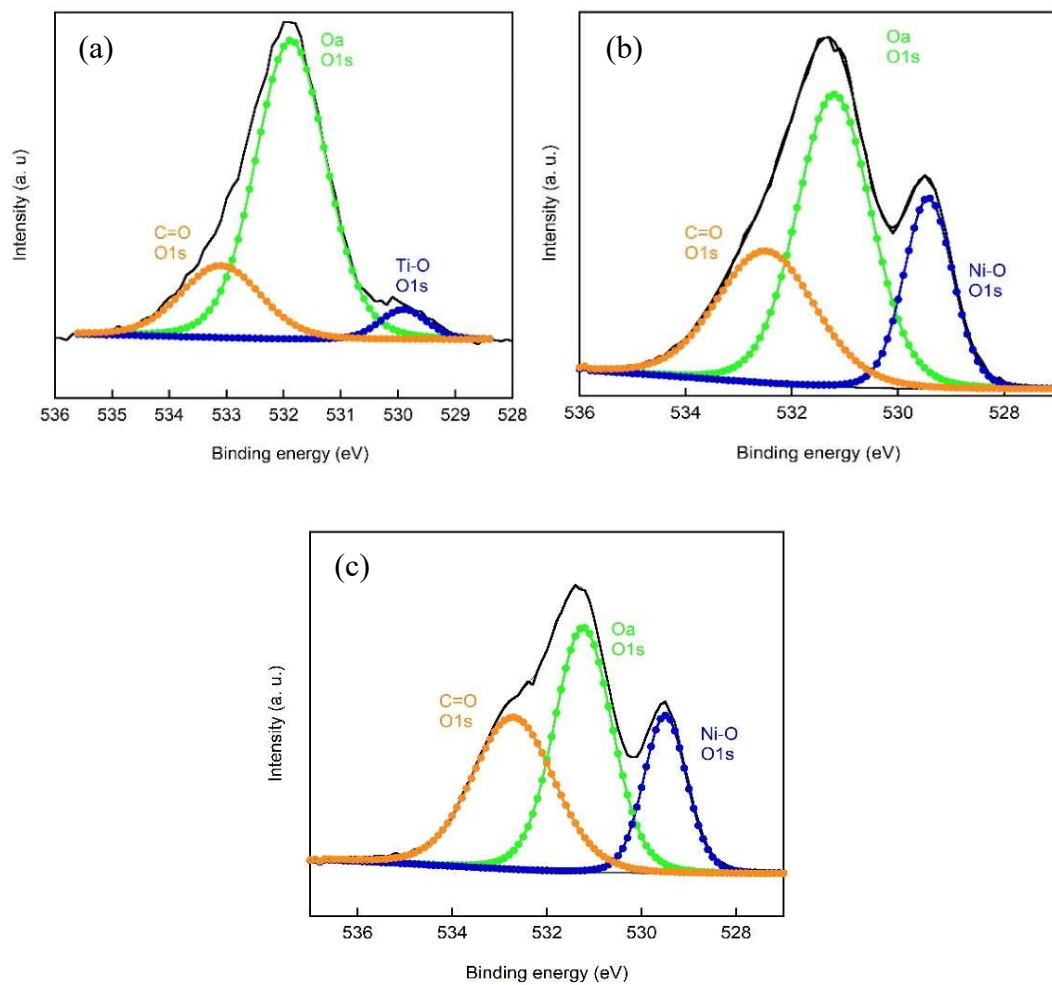 (a)
Oa
O1s
C=O
O1s
Ti-O
O1s
Intensity (a. u)
536 535 534 533 532 531 530 529 528
Binding energy (eV)
(b)
Oa
O1s
C=O
O1s
Ni-O
O1s
Intensity (a. u.)
536 534 532 530 528
Binding energy (eV)
(c)
Oa
O1s
C=O
O1s
Ni-O
O1s
Intensity (a. u.)
536 534 532 530 528
Binding energy (eV)